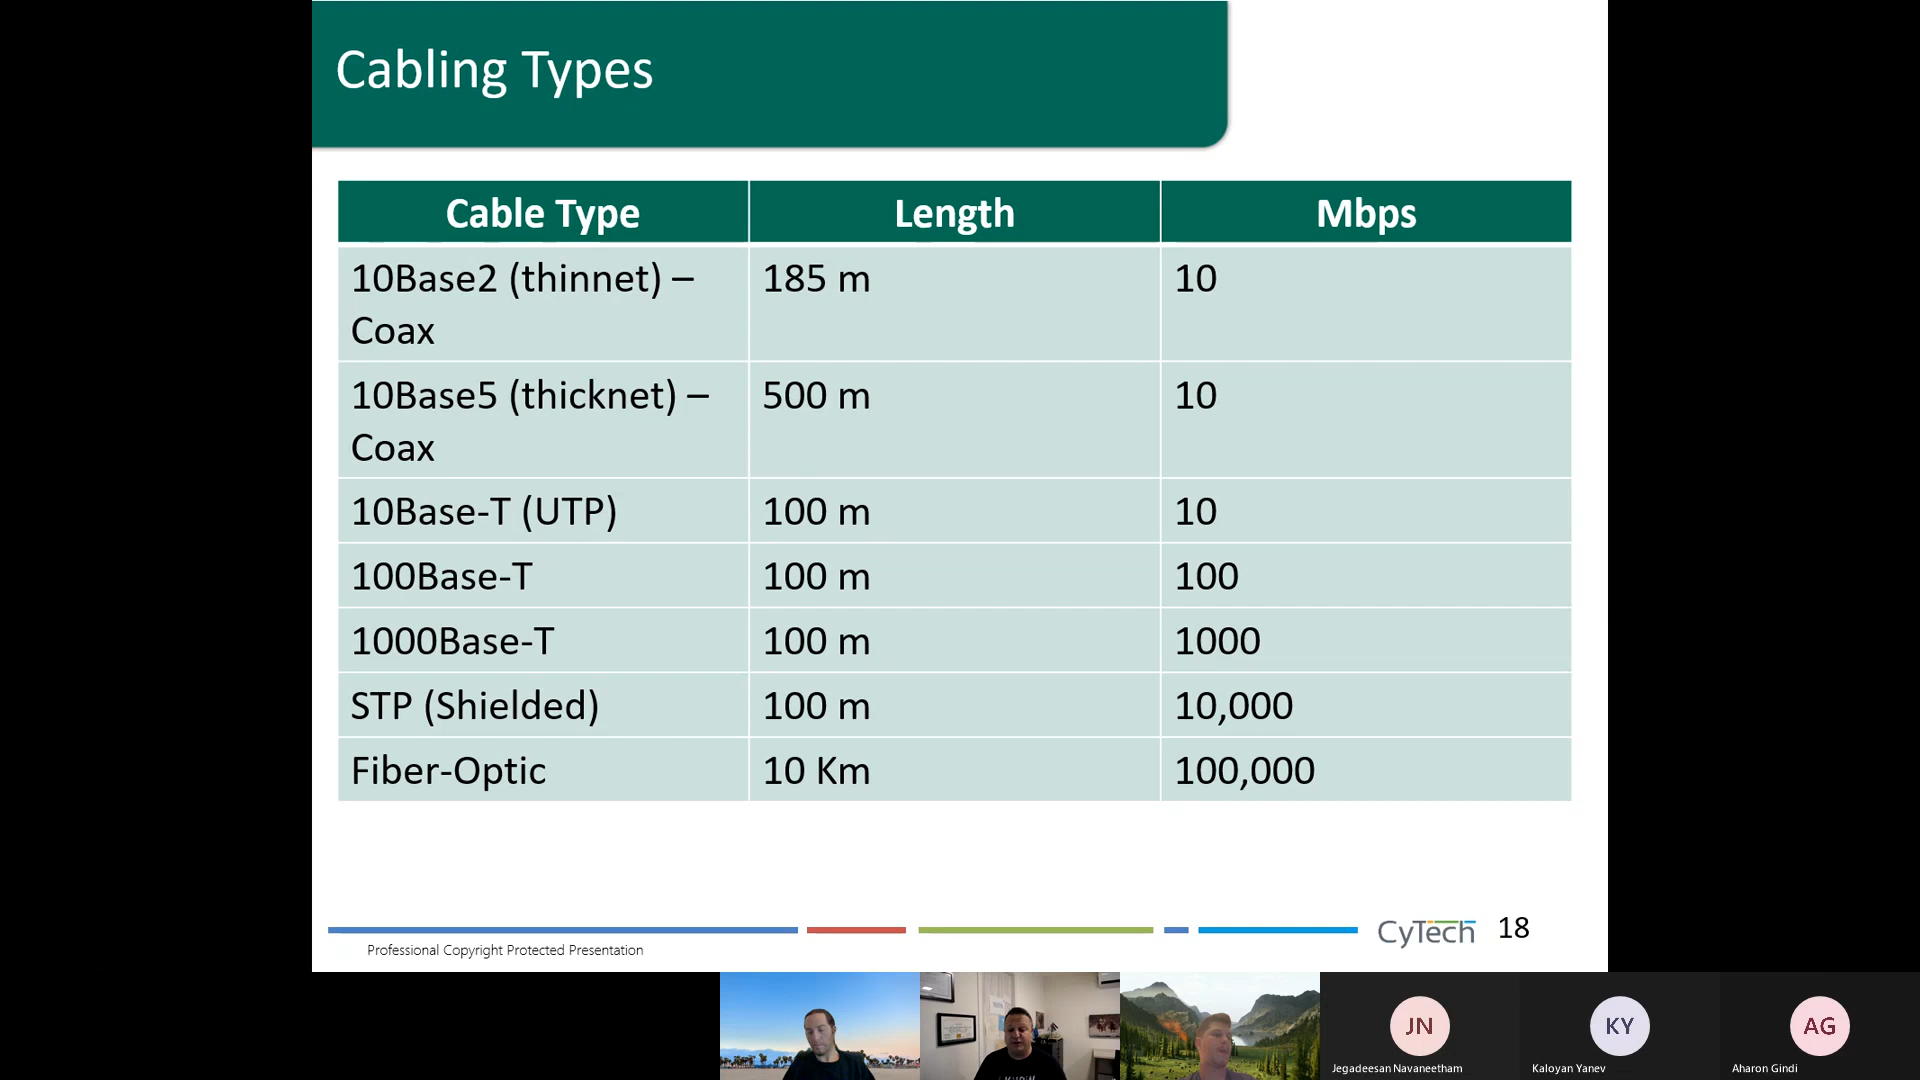 Cabling Types
Cable Type Length Mbps
10Base2 (thinnet) – 185 m 10
Coax
10Base5 (thicknet) – 500 m 10
Coax
10Base-T (UTP) 100 m 10
100Base-T 100 m 100
1000Base-T 100 m 1000
STP (Shielded) 100 m 10,000
Fiber-Optic 10 Km 100,000
CyTech 18
Professional Copyright Protected Presentation
JN KY AG
Jegadeesan Navaneetham Kaloyan Yanev Aharon Gindi